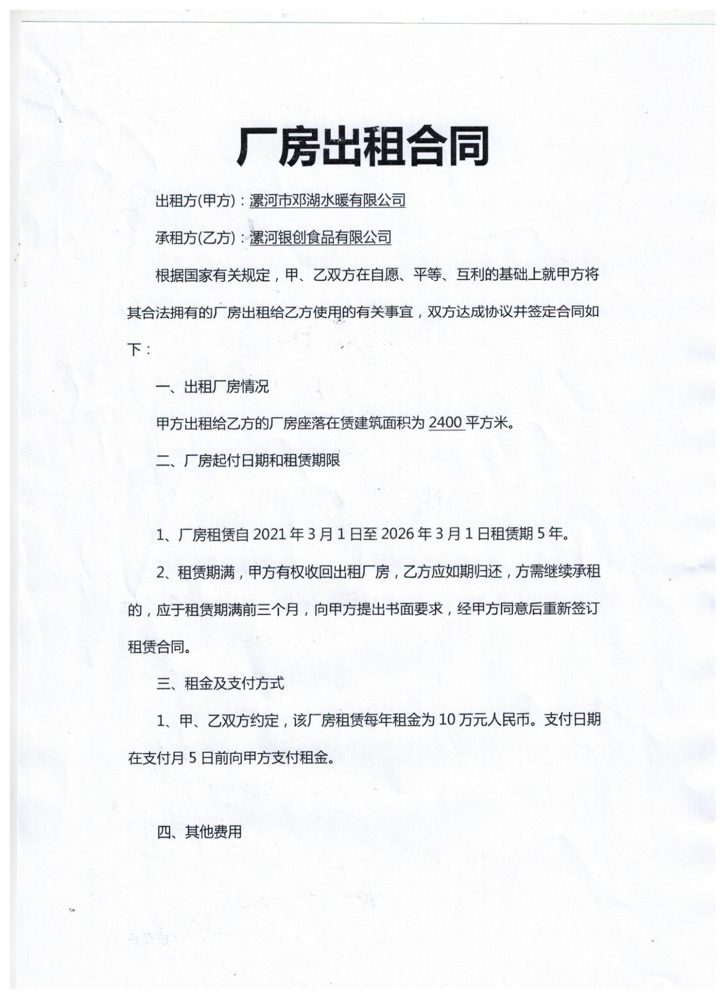 厂房出租合同
出租方(甲方)：漯河市邓湖水暖有限公司
承租方(乙方)：漯河银创食品有限公司
根据国家有关规定，甲、乙双方在自愿、平等、互利的基础上就甲方将
其合法拥有的厂房出租给乙方使用的有关事宜，双方达成协议并签定合同如
下：
一、出租厂房情况
甲方出租给乙方的厂房座落在赁建筑面积为 2400 平方米。
二、厂房起付日期和租赁期限
1、厂房租赁自 2021 年 3 月 1 日至 2026 年 3 月 1 日租赁期 5 年。
2、租赁期满，甲方有权收回出租厂房，乙方应如期归还，方需继续承租
的，应于租赁期满前三个月，向甲方提出书面要求，经甲方同意后重新签订
租赁合同。
三、租金及支付方式
1、甲、乙双方约定，该厂房租赁每年租金为 10 万元人民币。支付日期
在支付月 5 日前向甲方支付租金。
四、其他费用